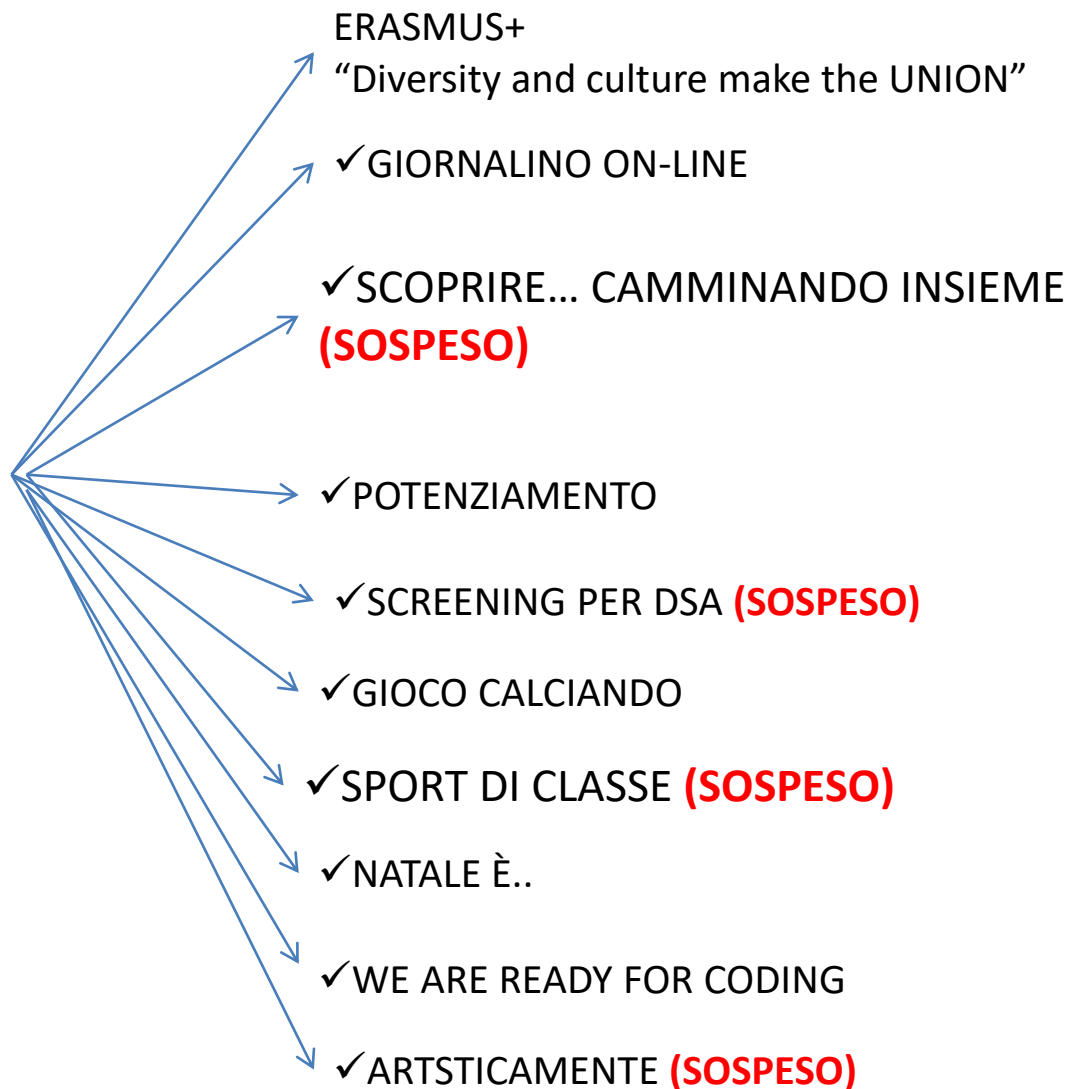 ERASMUS+
“Diversity and culture make the UNION”
✓GIORNALINO ON-LINE
✓SCOPRIRE... CAMMINANDO INSIEME
(SOSPESO)
✓POTENZIAMENTO
✓SCREENING PER DSA (SOSPESO)
✓GIOCO CALCIANDO
✓SPORT DI CLASSE (SOSPESO)
✓NATALE È..
✓WE ARE READY FOR CODING
✓ARTSTICAMENTE (SOSPESO)